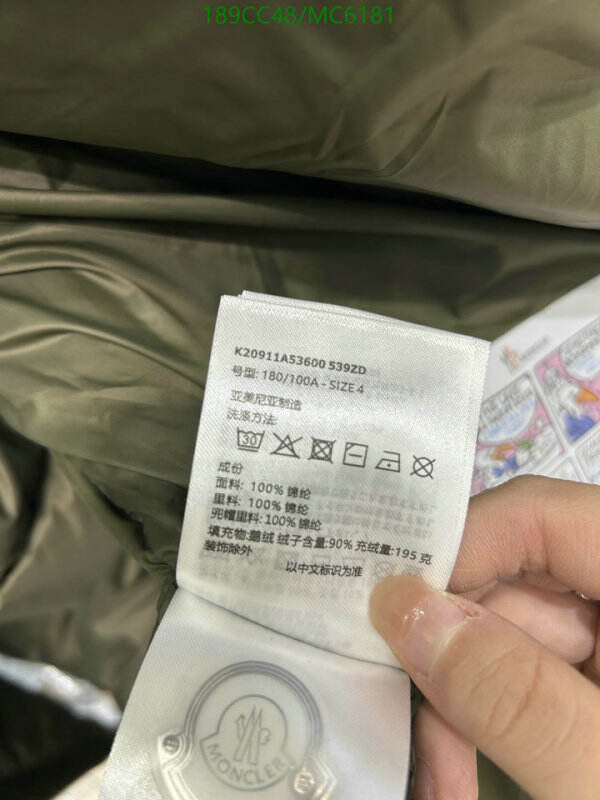 189CC48/MC6181
K20911A53600 539ZD
号型: 180/100A - SIZE 4
亚美尼亚制造
洗涤方法:
30
成份
面料: 100% 锦纶
里料: 100% 锦纶
兜帽里料: 100% 锦纶
填充物:鹅绒 绒子含量:90% 充绒量:195 克
装饰除外
以中文标识为准
MONCLER